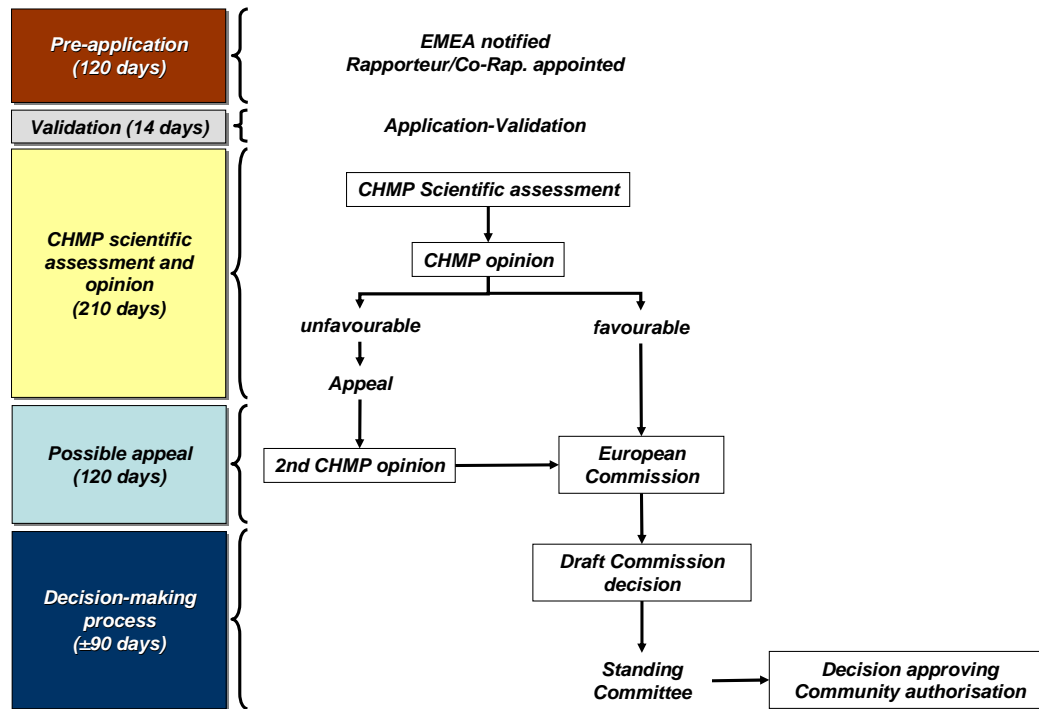 Pre-application
(120 days)
EMEA notified
Rapporteur/Co-Rap. appointed
Validation (14 days)
Application-Validation
CHMP scientific
assessment and
opinion
(210 days)
CHMP Scientific assessment
CHMP opinion
unfavourable
favourable
Appeal
Possible appeal
(120 days)
2nd CHMP opinion
European
Commission
Decision-making
process
(±90 days)
Draft Commission
decision
Standing
Committee
Decision approving
Community authorisation